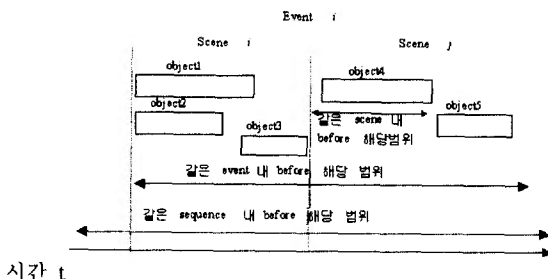 Event i
Scene i Scene j
object1
object4
object2
object5
object3
같은 scene 내
before 해당범위
같은 event 내 before 해당 범위
같은 sequence 내 before 해당 범위
시간 t